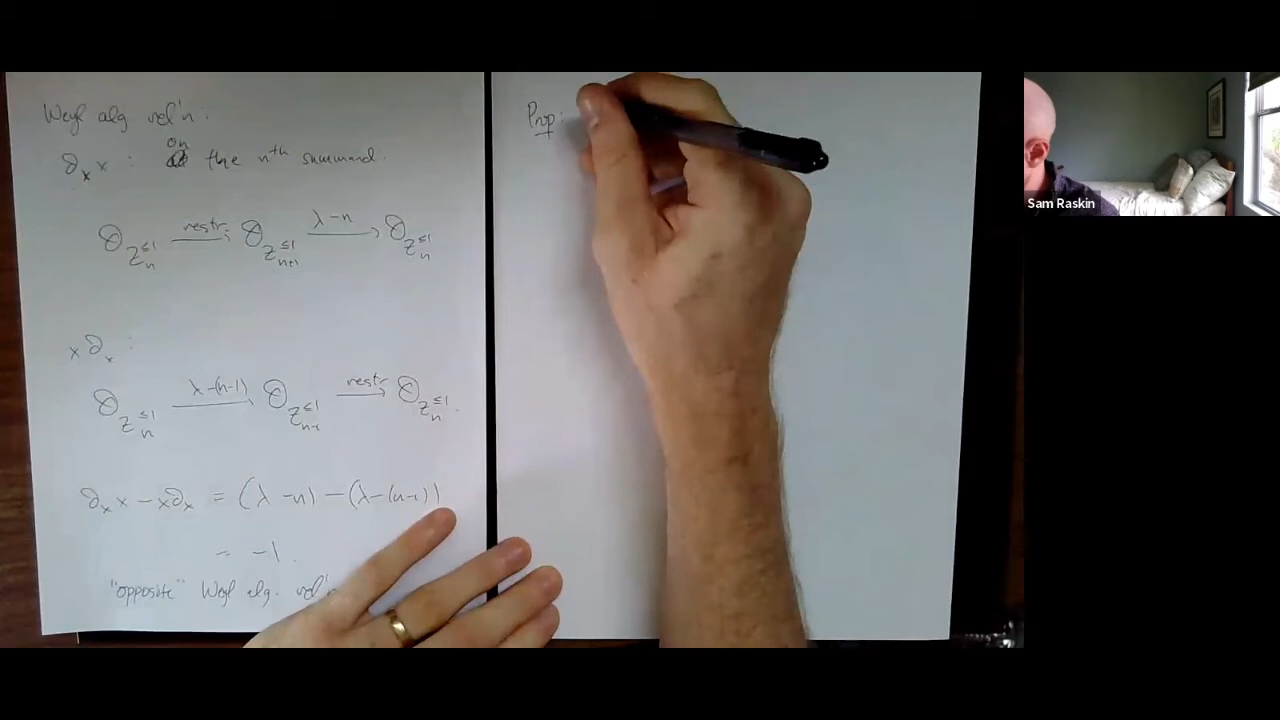 Weyl alg rel'n:
∂ₓ x : on the nᵗʰ summand.
𝒪_{Z_n^{≤1}} —restr.→ 𝒪_{Z_{n+1}^{≤1}} —λ-n→ 𝒪_{Z_n^{≤1}}
x ∂ₓ :
𝒪_{Z_n^{≤1}} —λ-(n-1)→ 𝒪_{Z_{n-1}^{≤1}} —restr→ 𝒪_{Z_n^{≤1}}.
∂ₓ x - x ∂ₓ = (λ - n) - (λ - (n-1))
= -1.
"opposite" Weyl alg. rel'
Prop:
Sam Raskin